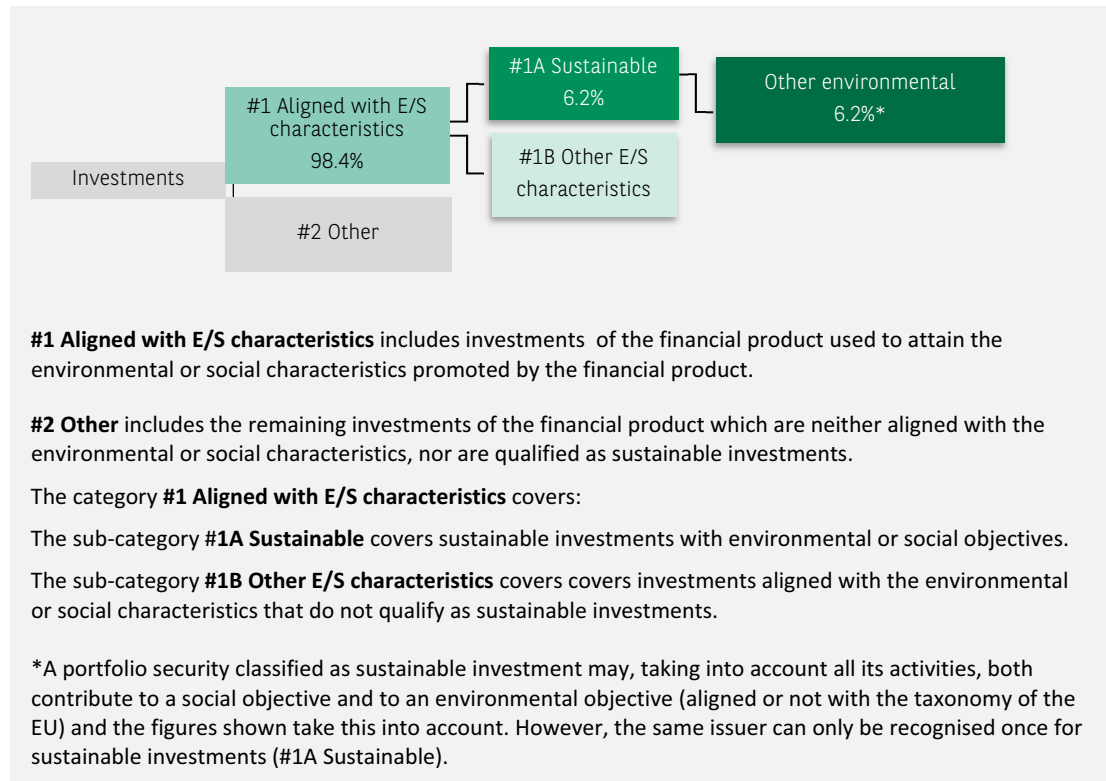 #1A Sustainable
6.2%
Other environmental
6.2%*
#1 Aligned with E/S
characteristics
98.4%
#1B Other E/S
characteristics
Investments
#2 Other
#1 Aligned with E/S characteristics includes investments  of the financial product used to attain the
environmental or social characteristics promoted by the financial product.
#2 Other includes the remaining investments of the financial product which are neither aligned with the
environmental or social characteristics, nor are qualified as sustainable investments.
The category #1 Aligned with E/S characteristics covers:
The sub-category #1A Sustainable covers sustainable investments with environmental or social objectives.
The sub-category #1B Other E/S characteristics covers covers investments aligned with the environmental
or social characteristics that do not qualify as sustainable investments.
*A portfolio security classified as sustainable investment may, taking into account all its activities, both
contribute to a social objective and to an environmental objective (aligned or not with the taxonomy of the
EU) and the figures shown take this into account. However, the same issuer can only be recognised once for
sustainable investments (#1A Sustainable).